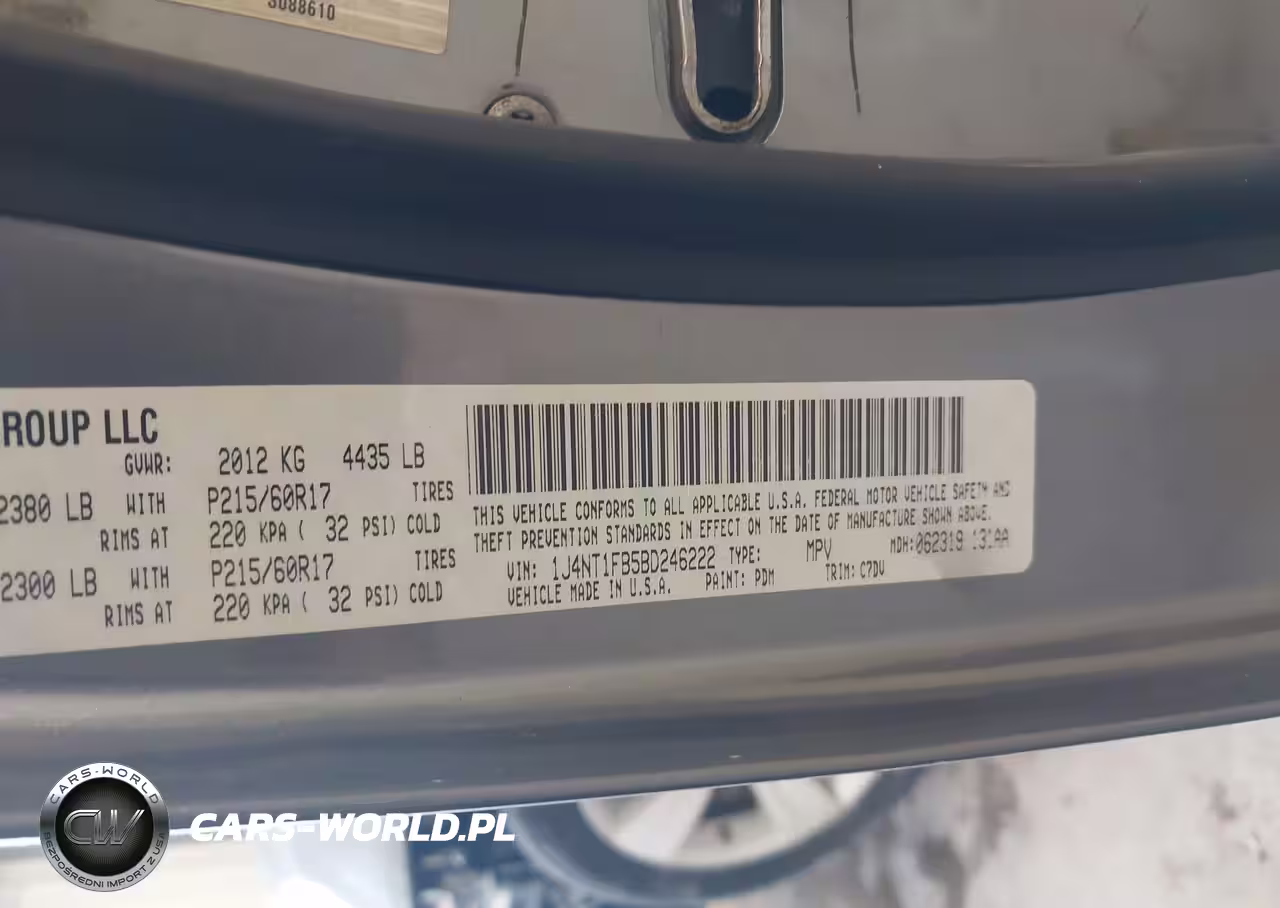 3088610
ROUP LLC
GVWR: 2012 KG 4435 LB
2380 LB WITH P215/60R17 TIRES
RIMS AT 220 KPA ( 32 PSI) COLD
2300 LB WITH P215/60R17 TIRES
RIMS AT 220 KPA ( 32 PSI) COLD
THIS VEHICLE CONFORMS TO ALL APPLICABLE U.S.A. FEDERAL MOTOR VEHICLE SAFETY AND
THEFT PREVENTION STANDARDS IN EFFECT ON THE DATE OF MANUFACTURE SHOWN ABOVE.
VIN: 1J4NT1FB5BD246222 TYPE: MPV MDH: 062319 131AA
VEHICLE MADE IN U.S.A. PAINT: PDM TRIM: C7DV
CARS-WORLD
CW
BEZPOŚREDNI IMPORT Z USA
CARS-WORLD.PL